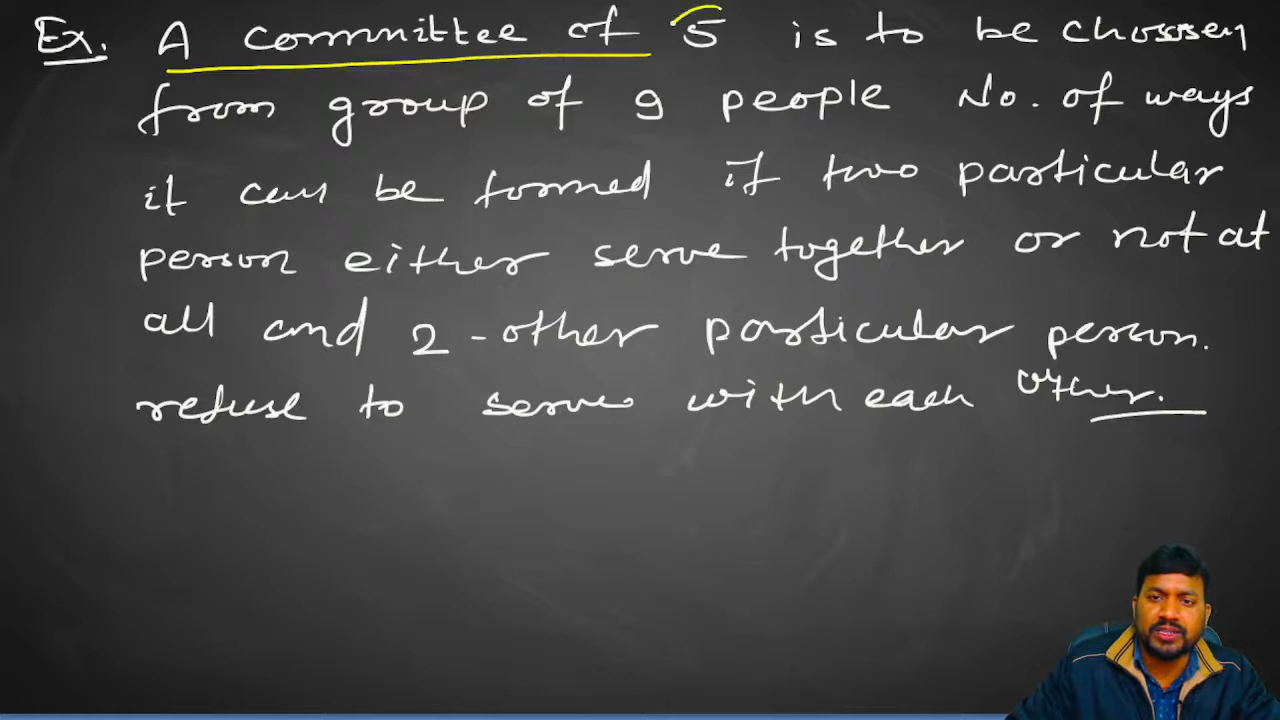 Ex. A committee of 5 is to be chossen
from group of 9 people No. of ways
it can be formed if two particular
person either serve together or not at
all and 2-other particular person.
refuse to serve with each other.